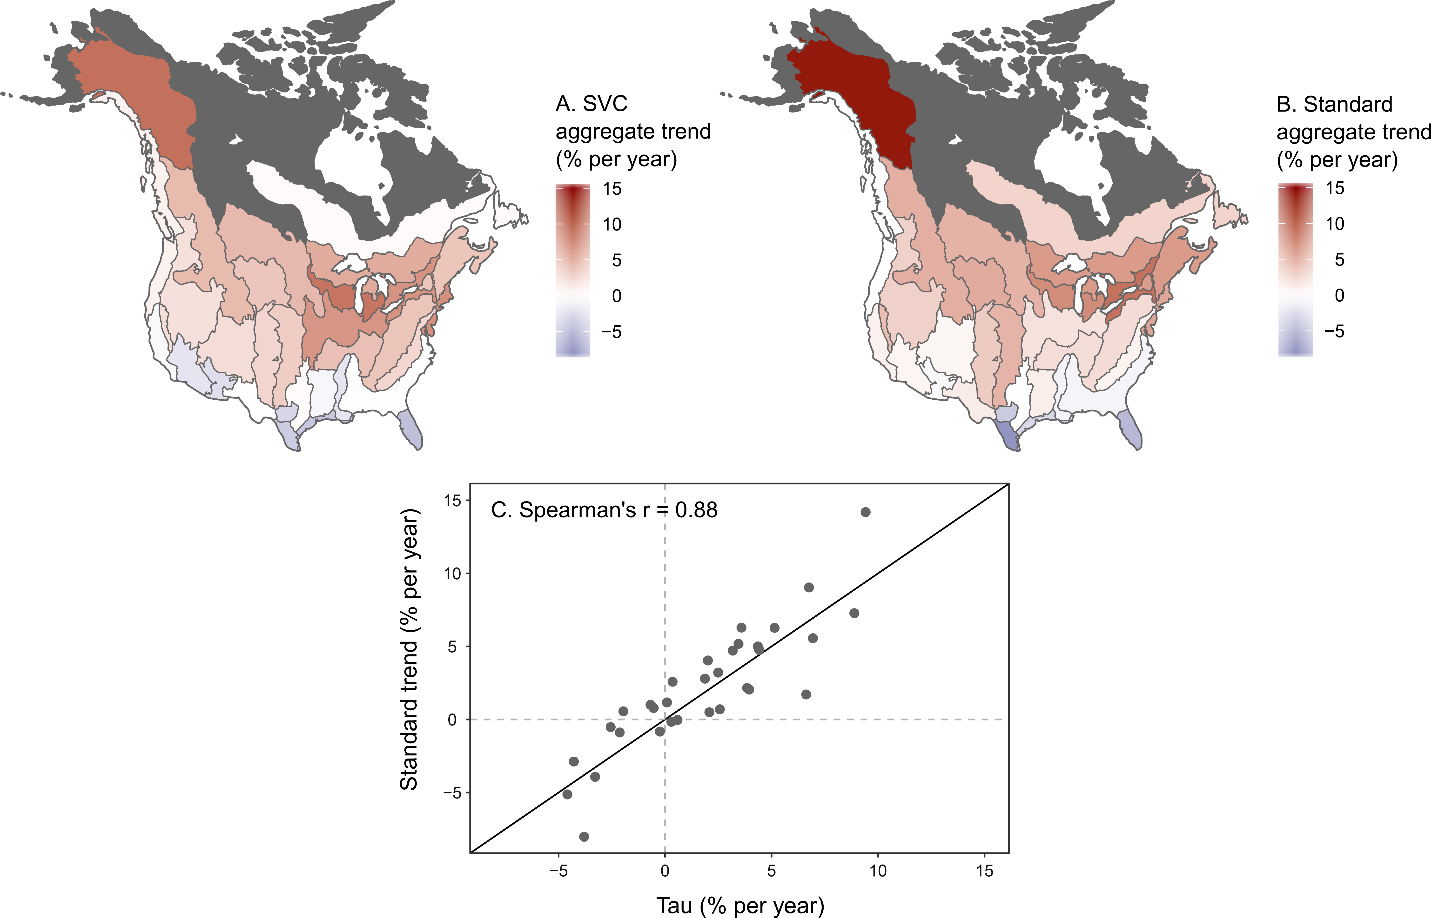 A. SVC
aggregate trend
(% per year)
15
10
5
0
−5
B. Standard
aggregate trend
(% per year)
15
10
5
0
−5
C. Spearman's r = 0.88
Standard trend (% per year)
15
10
5
0
−5
−5
0
5
10
15
Tau (% per year)